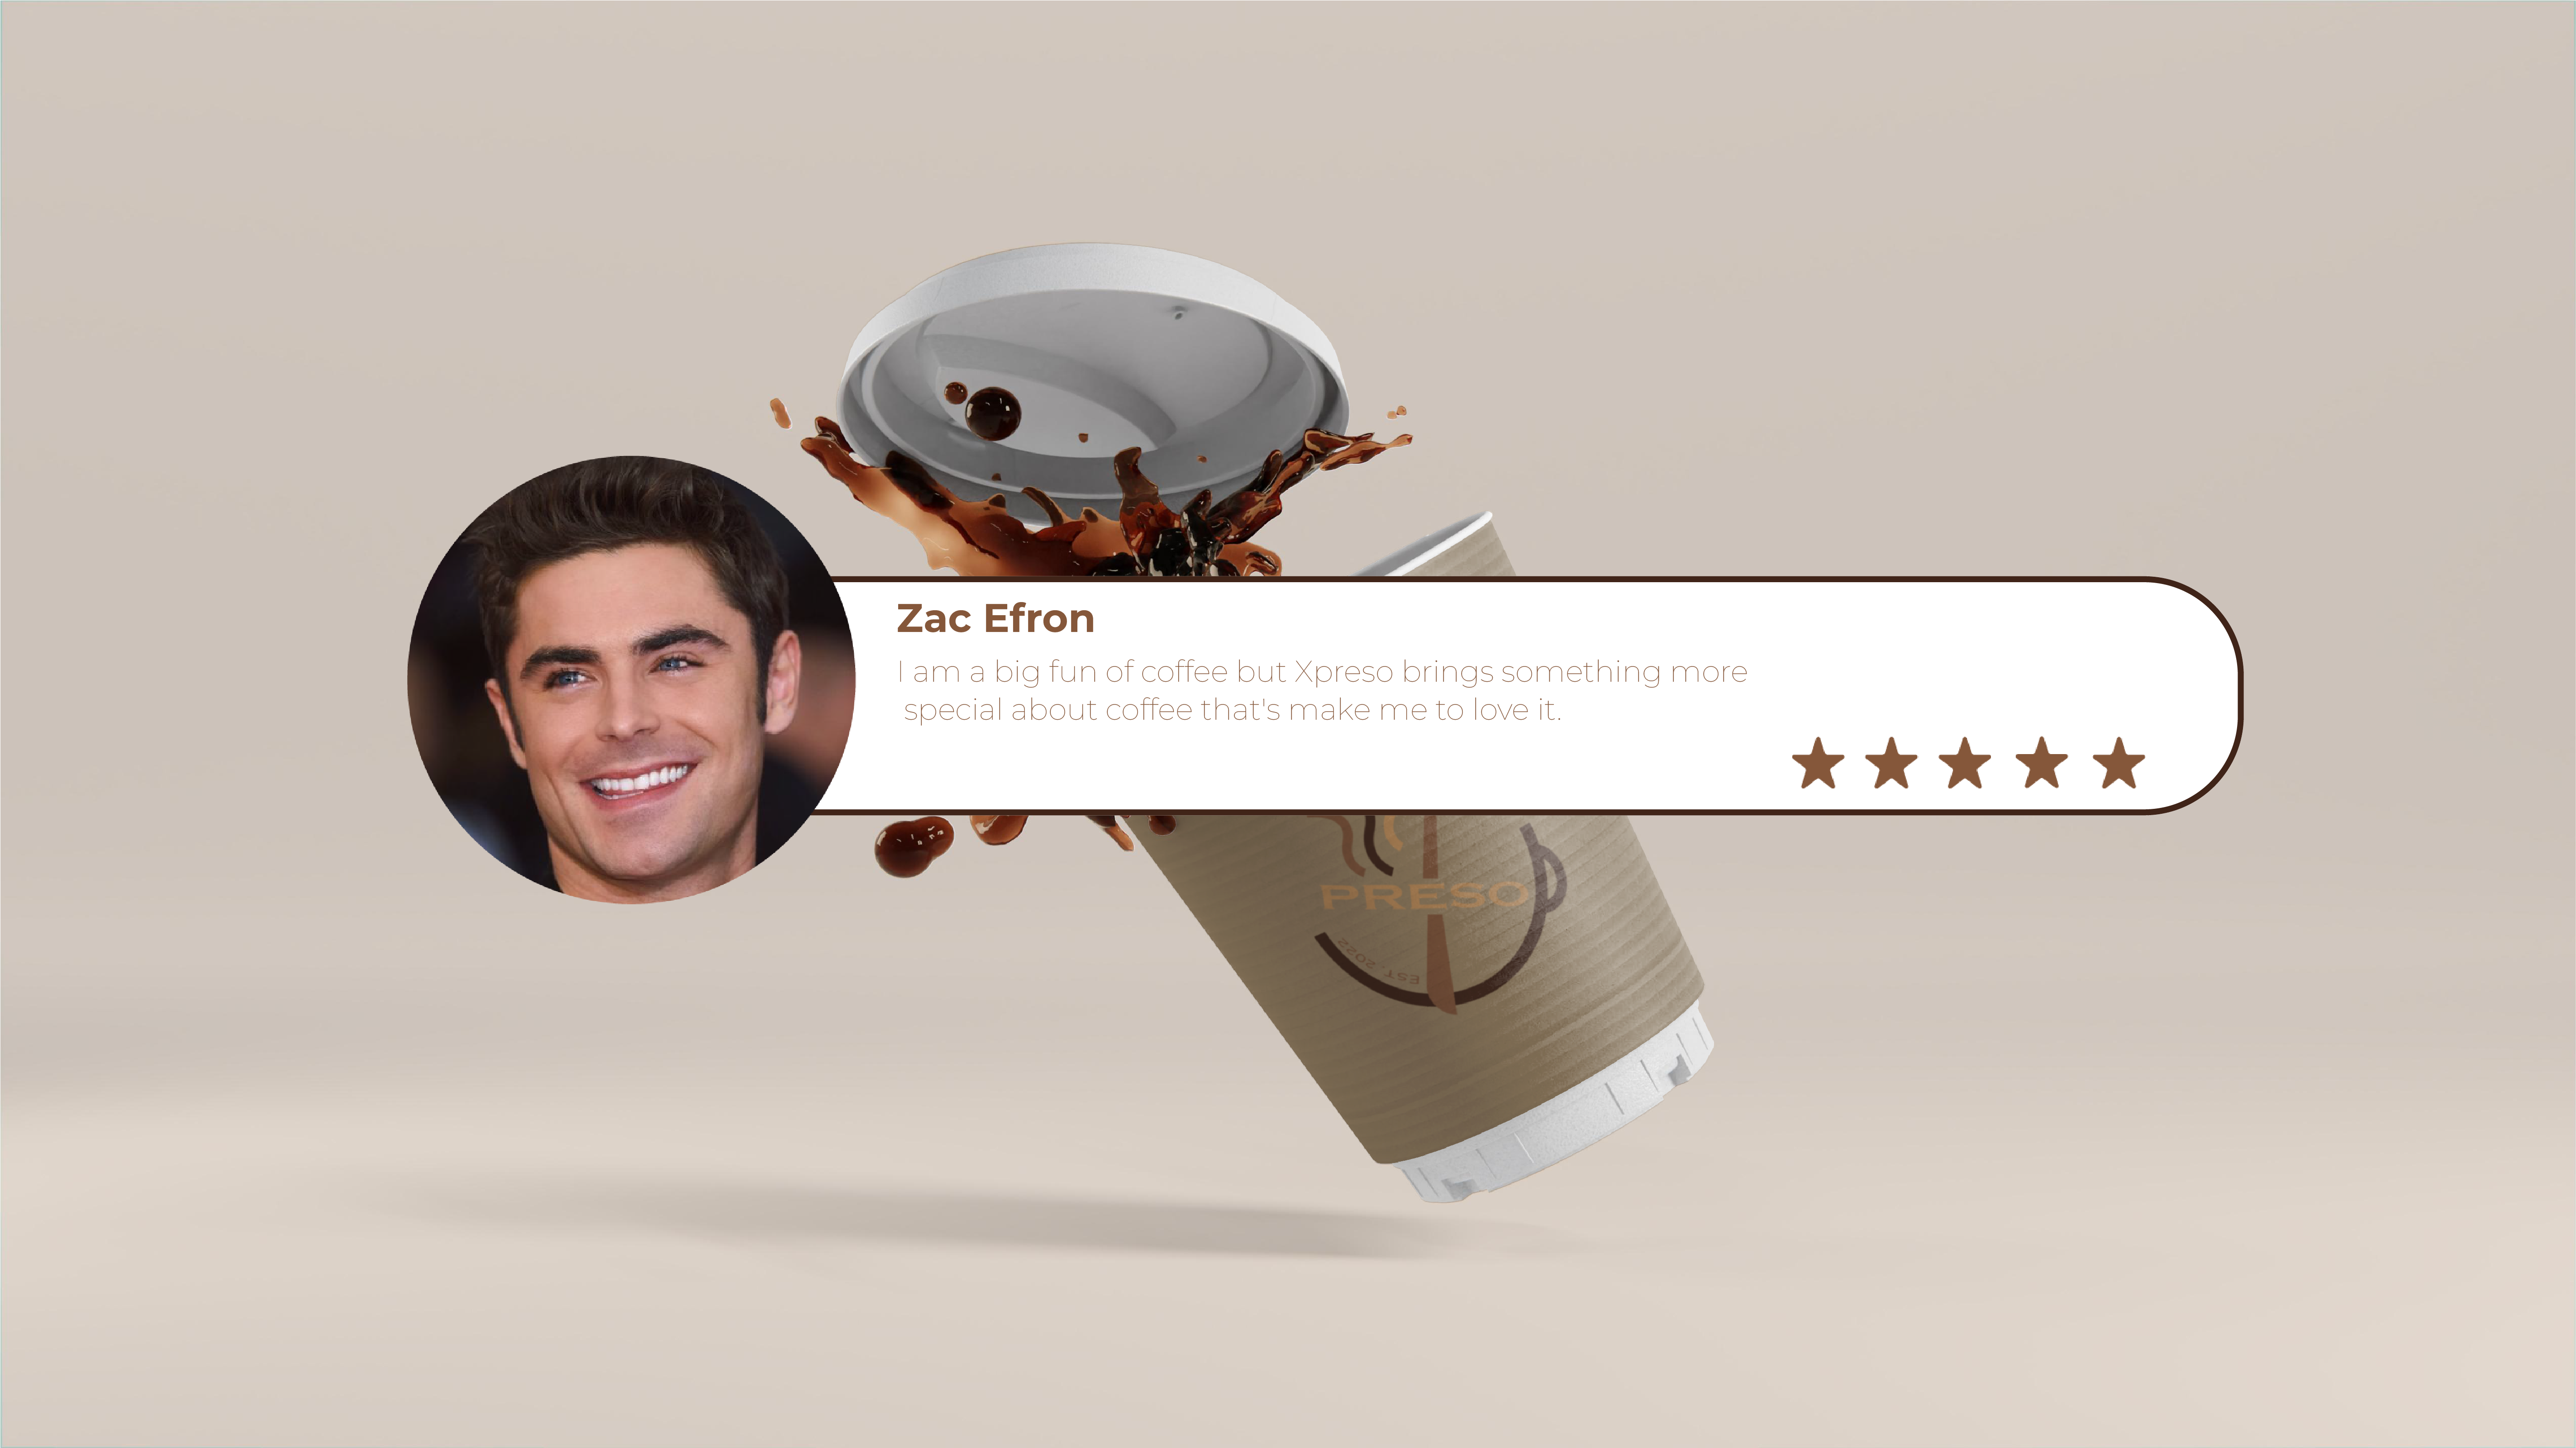 Zac Efron
I am a big fun of coffee but Xpreso brings something more
special about coffee that's make me to love it.
PRESO
EST. 2022